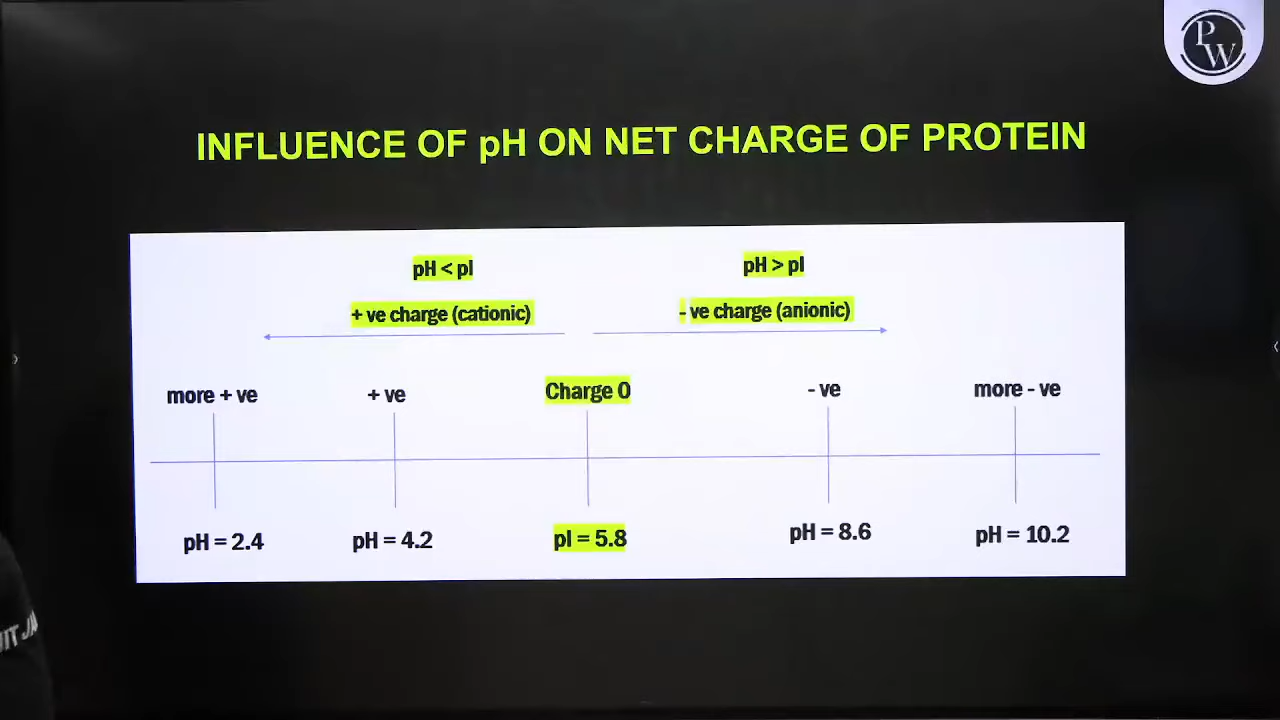 PW
INFLUENCE OF pH ON NET CHARGE OF PROTEIN
pH < pI
pH > pI
+ ve charge (cationic)
- ve charge (anionic)
more + ve
+ ve
Charge 0
- ve
more - ve
pH = 2.4
pH = 4.2
pI = 5.8
pH = 8.6
pH = 10.2